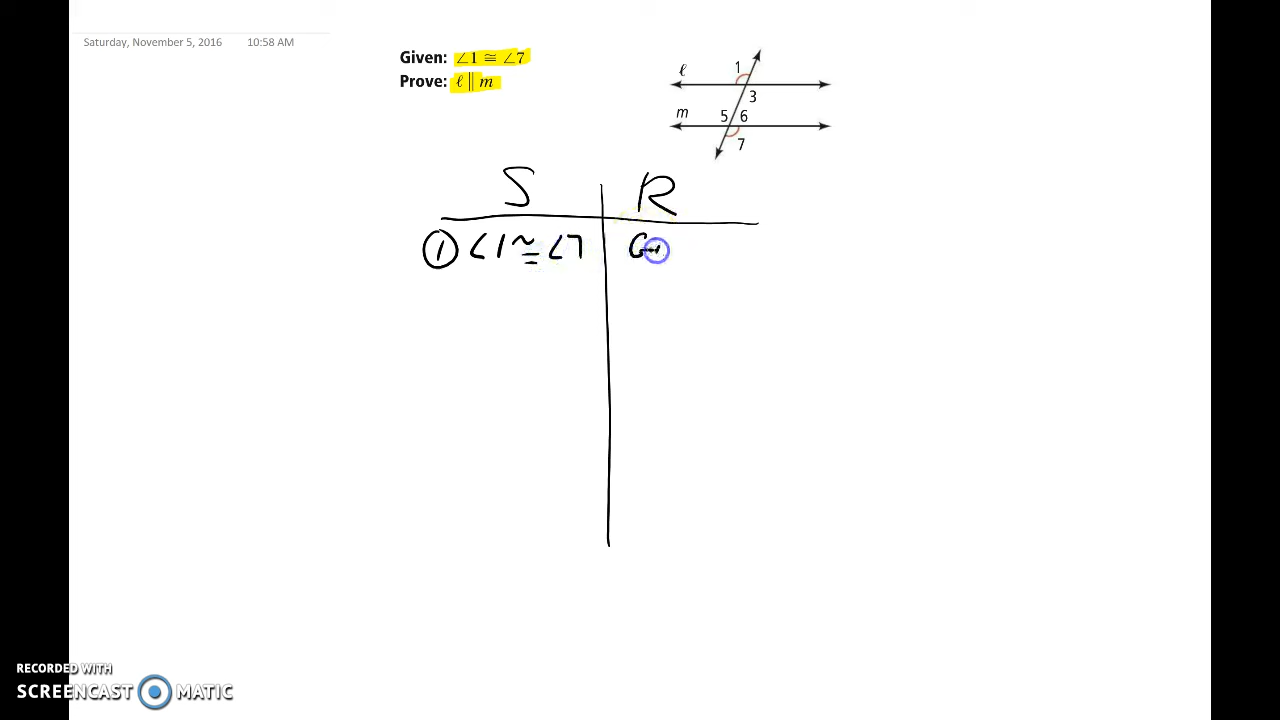 Saturday, November 5, 2016 10:58 AM
Given: ∠1 ≅ ∠7
Prove: ℓ ∥ m
1
ℓ
3
m 5 6
7
S R
① ∠1 ≅ ∠7
RECORDED WITH
SCREENCAST MATIC